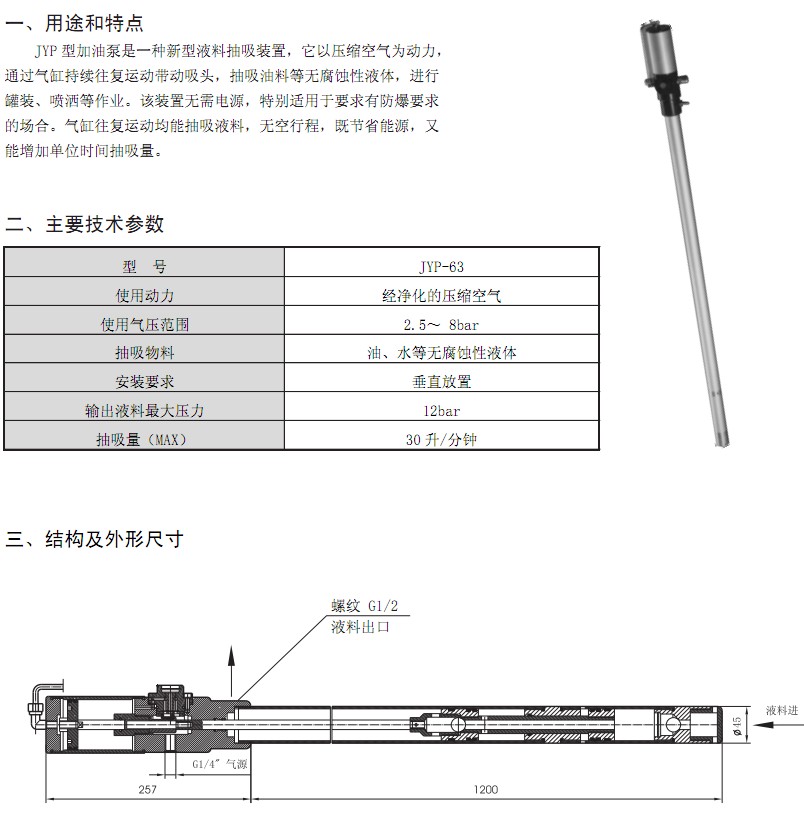 一、用途和特点
JYP 型加油泵是一种新型液料抽吸装置，它以压缩空气为动力，
通过气缸持续往复运动带动吸头，抽吸油料等无腐蚀性液体，进行
罐装、喷洒等作业。该装置无需电源，特别适用于要求有防爆要求
的场合。气缸往复运动均能抽吸液料，无空行程，既节省能源，又
能增加单位时间抽吸量。
二、主要技术参数
型 号 JYP-63
使用动力 经净化的压缩空气
使用气压范围 2.5～ 8bar
抽吸物料 油、水等无腐蚀性液体
安装要求 垂直放置
输出液料最大压力 12bar
抽吸量（MAX） 30 升/分钟
三、结构及外形尺寸
螺纹 G1/2
液料出口
液料进
ø45
G1/4" 气源
257
1200